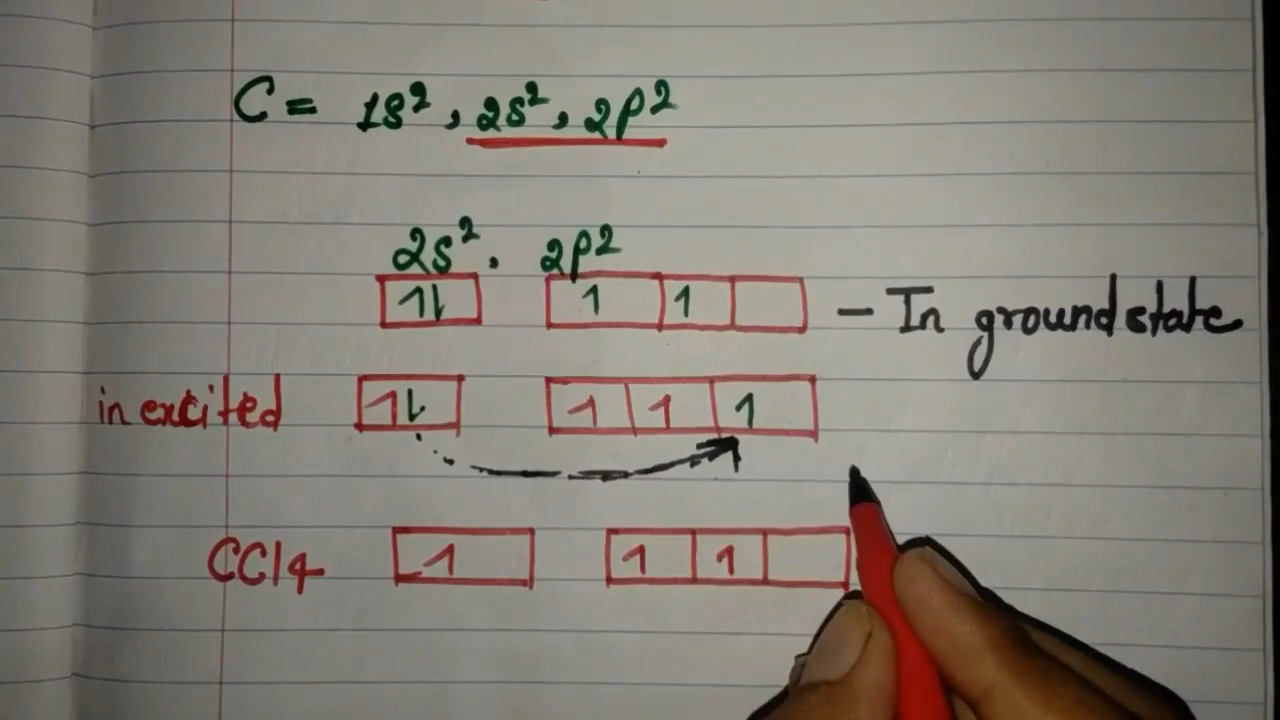 C = 1s², 2s², 2p²
2s². 2p²
1⇂ 1 1 – In ground state
in excited 1⇂ 1 1 1
CCl4 1 1 1